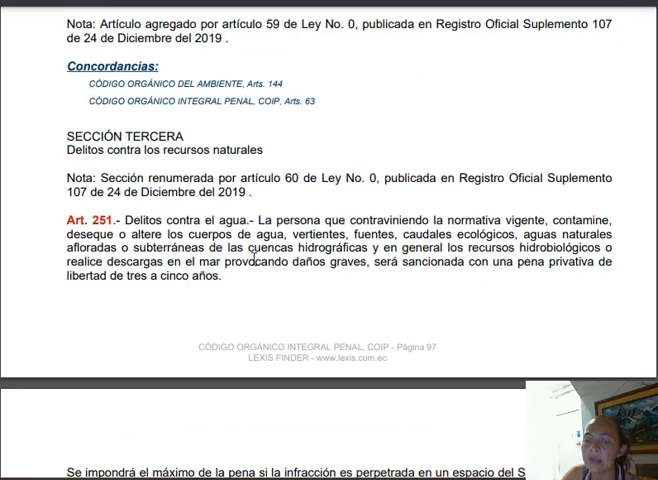 Nota: Artículo agregado por artículo 59 de Ley No. 0, publicada en Registro Oficial Suplemento 107
de 24 de Diciembre del 2019 .
Concordancias:
CÓDIGO ORGÁNICO DEL AMBIENTE, Arts. 144
CÓDIGO ORGÁNICO INTEGRAL PENAL, COIP, Arts. 63
SECCIÓN TERCERA
Delitos contra los recursos naturales
Nota: Sección renumerada por artículo 60 de Ley No. 0, publicada en Registro Oficial Suplemento
107 de 24 de Diciembre del 2019 .
Art. 251.- Delitos contra el agua.- La persona que contraviniendo la normativa vigente, contamine,
deseque o altere los cuerpos de agua, vertientes, fuentes, caudales ecológicos, aguas naturales
afloradas o subterráneas de las cuencas hidrográficas y en general los recursos hidrobiológicos o
realice descargas en el mar provocando daños graves, será sancionada con una pena privativa de
libertad de tres a cinco años.
CÓDIGO ORGÁNICO INTEGRAL PENAL, COIP - Página 97
LEXIS FINDER - www.lexis.com.ec
Se impondrá el máximo de la pena si la infracción es perpetrada en un espacio del S